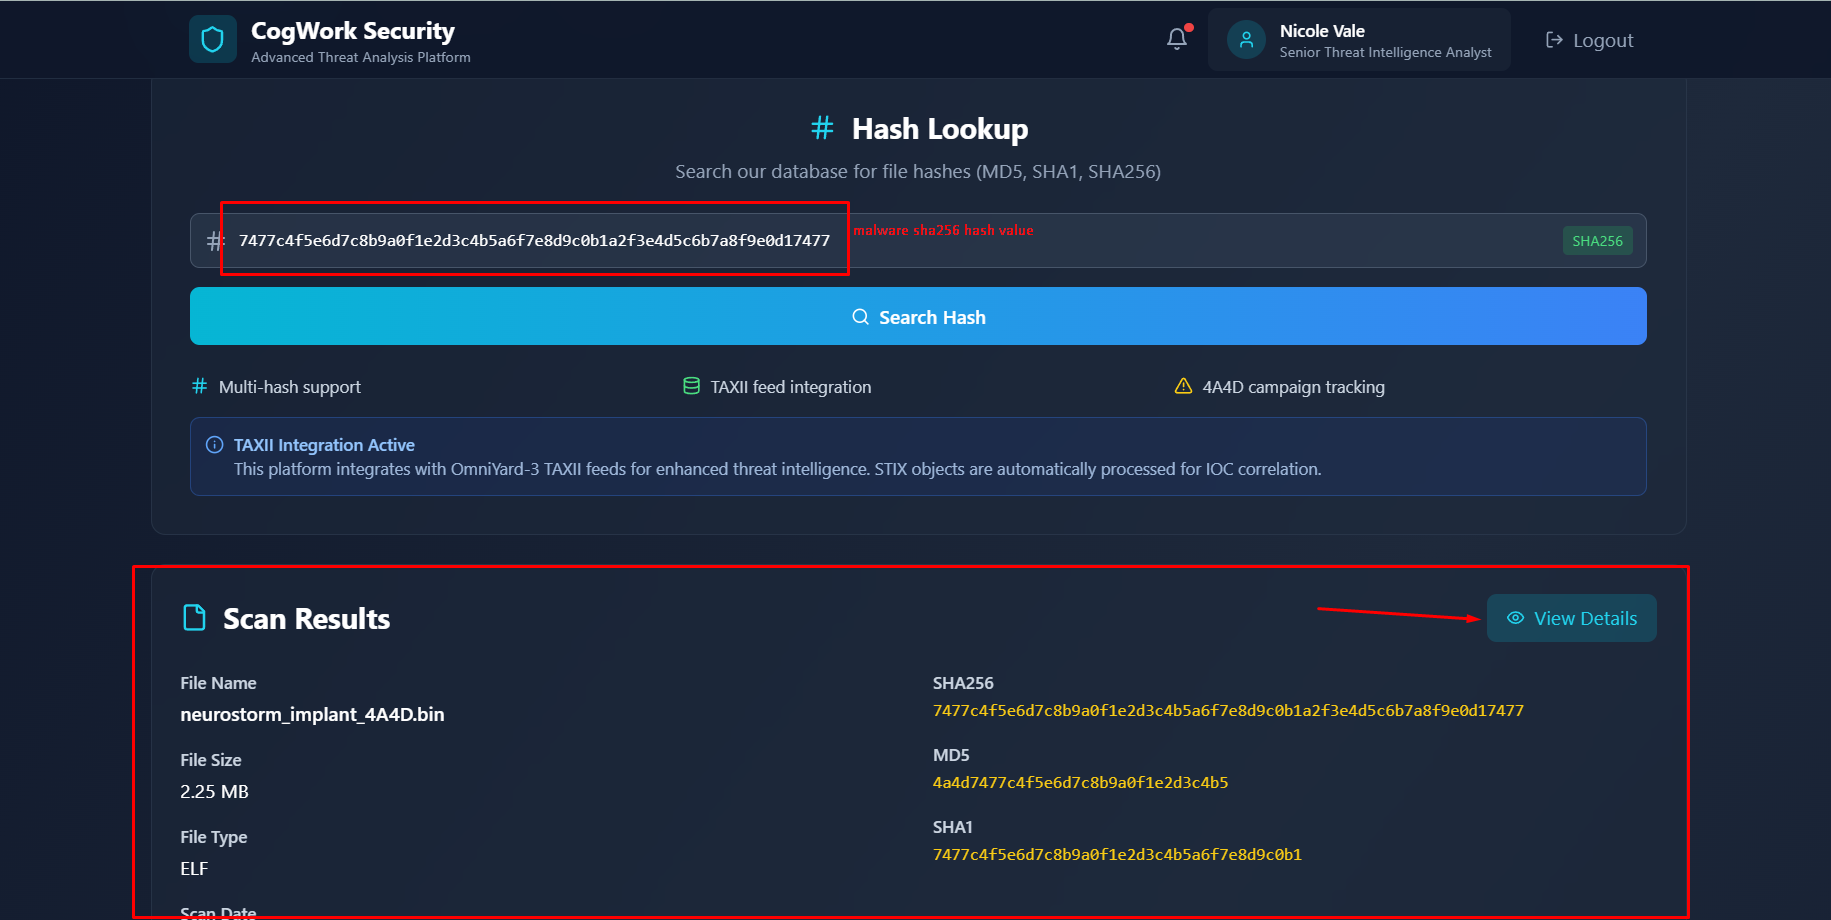 CogWork Security
Advanced Threat Analysis Platform
Nicole Vale
Senior Threat Intelligence Analyst
Logout
Hash Lookup
Search our database for file hashes (MD5, SHA1, SHA256)
7477c4f5e6d7c8b9a0f1e2d3c4b5a6f7e8d9c0b1a2f3e4d5c6b7a8f9e0d17477
malware sha256 hash value
SHA256
Search Hash
Multi-hash support
TAXII feed integration
4A4D campaign tracking
TAXII Integration Active
This platform integrates with OmniYard-3 TAXII feeds for enhanced threat intelligence. STIX objects are automatically processed for IOC correlation.
Scan Results
View Details
File Name
neurostorm_implant_4A4D.bin
File Size
2.25 MB
File Type
ELF
Scan Date
SHA256
7477c4f5e6d7c8b9a0f1e2d3c4b5a6f7e8d9c0b1a2f3e4d5c6b7a8f9e0d17477
MD5
4a4d7477c4f5e6d7c8b9a0f1e2d3c4b5
SHA1
7477c4f5e6d7c8b9a0f1e2d3c4b5a6f7e8d9c0b1